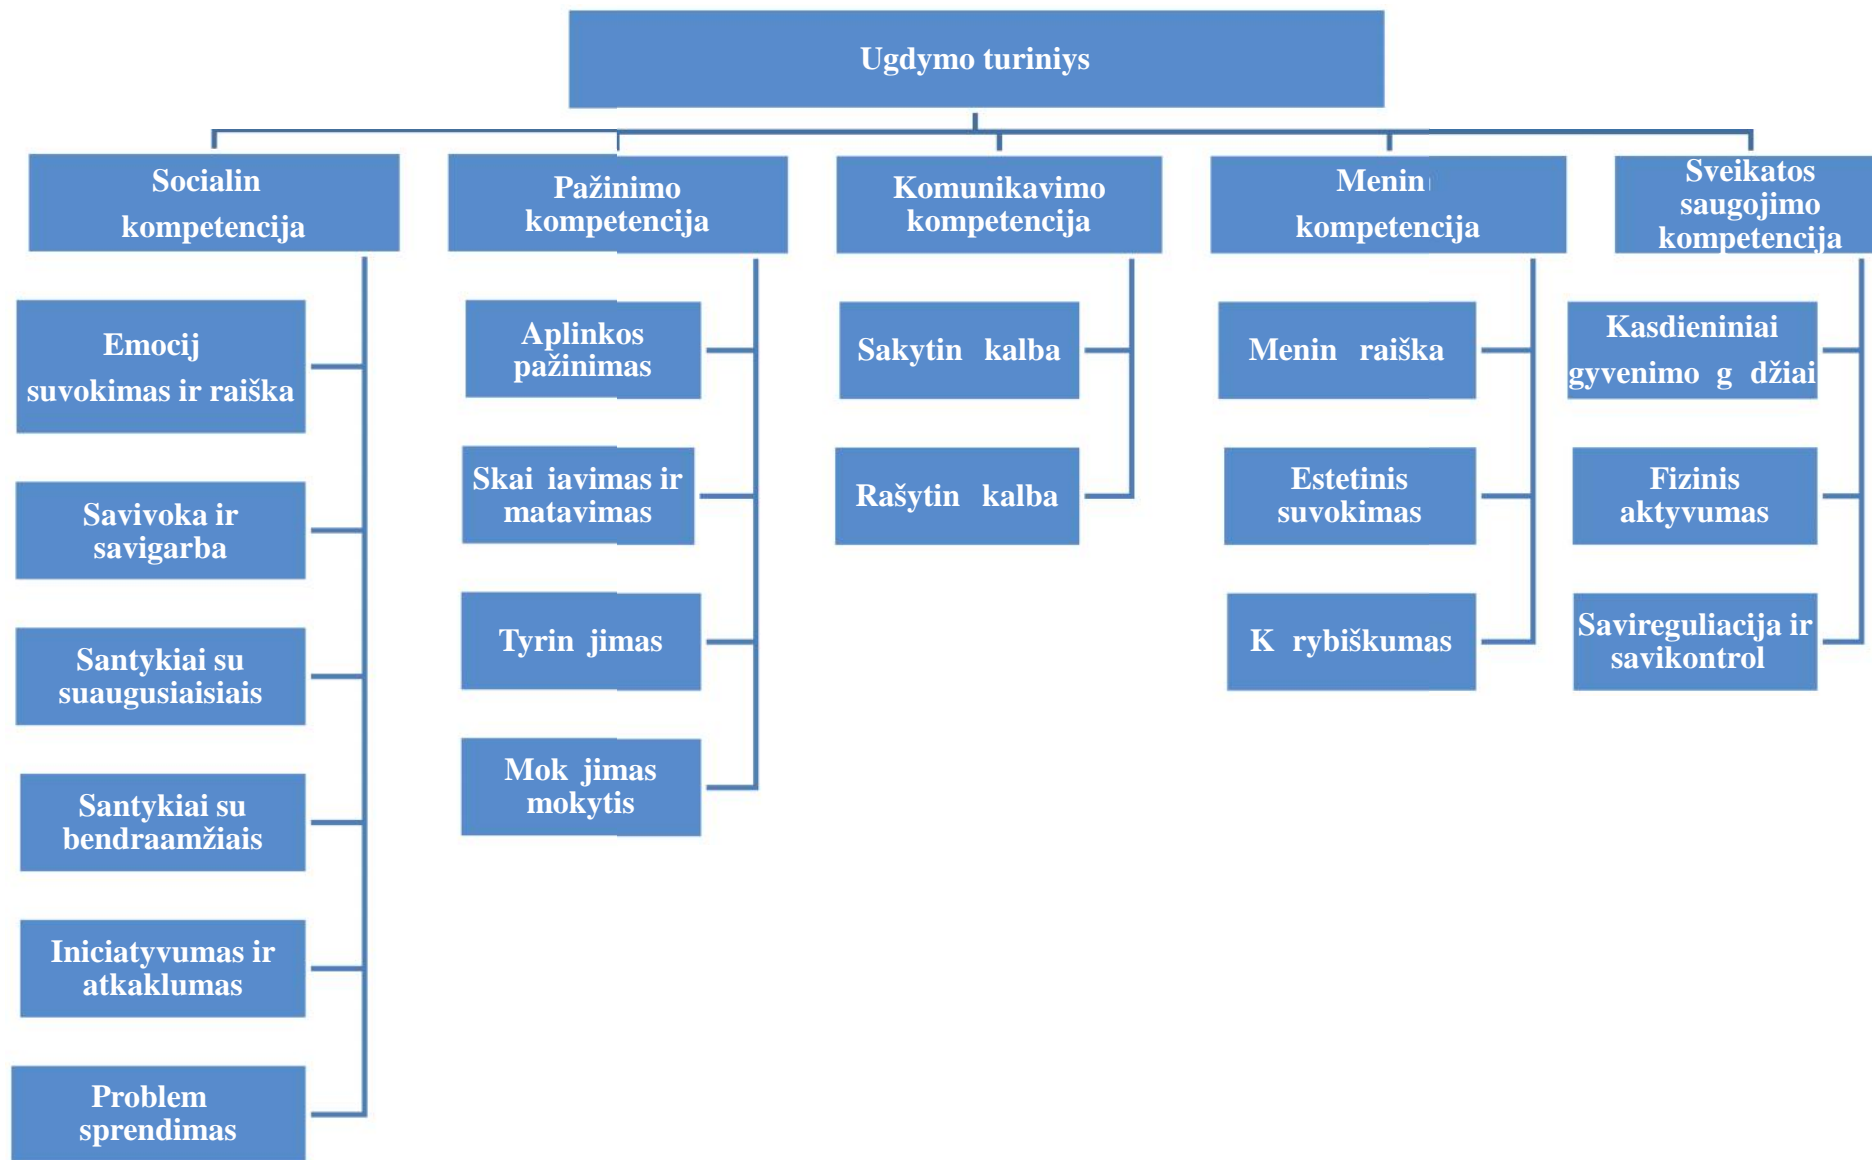 Ugdymo turiniys
Socialin
kompetencija
Emocij
suvokimas ir raiška
Savivoka ir
savigarba
Santykiai su
suaugusiaisiais
Santykiai su
bendraamžiais
Iniciatyvumas ir
atkaklumas
Problem
sprendimas
Pažinimo
kompetencija
Aplinkos
pažinimas
Skai iavimas ir
matavimas
Tyrin jimas
Mok jimas
mokytis
Komunikavimo
kompetencija
Sakytin kalba
Rašytin kalba
Menin
kompetencija
Menin raiška
Estetinis
suvokimas
K rybiškumas
Sveikatos
saugojimo
kompetencija
Kasdieniniai
gyvenimo g džiai
Fizinis
aktyvumas
Savireguliacija ir
savikontrol